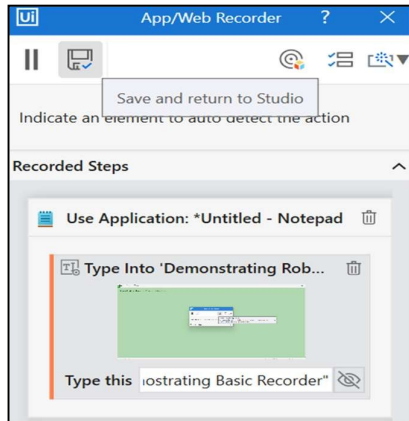 Ui App/Web Recorder ?
Save and return to Studio
Indicate an element to auto detect the action
Recorded Steps
Use Application: *Untitled - Notepad
Type Into 'Demonstrating Rob...
Type this ıostrating Basic Recorder"